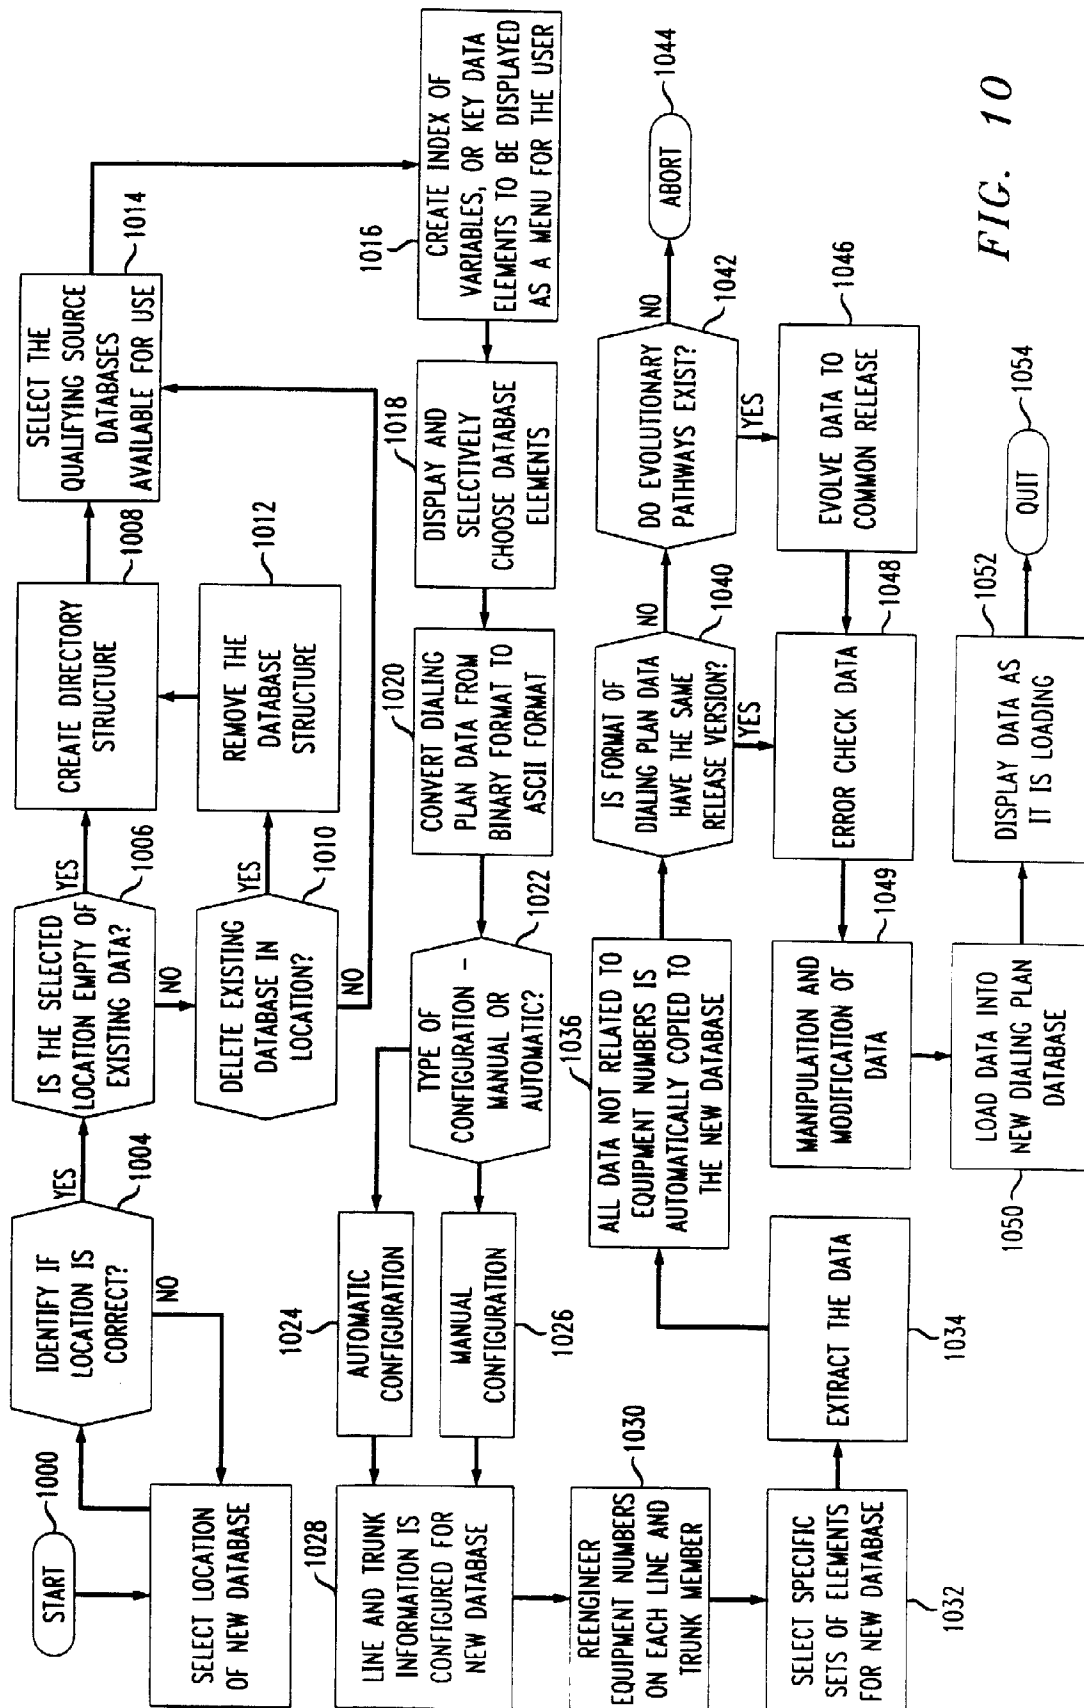 START
1000
SELECT LOCATION
OF NEW DATABASE
IDENTIFY IF
LOCATION IS
CORRECT?
1004
YES
NO
IS THE SELECTED
LOCATION EMPTY OF
EXISTING DATA?
1006
YES
NO
CREATE DIRECTORY
STRUCTURE
1008
DELETE EXISTING
DATABASE IN
LOCATION?
1010
YES
NO
REMOVE THE
DATABASE
STRUCTURE
1012
SELECT THE
QUALIFYING SOURCE
DATABASES
AVAILABLE FOR USE
1014
1016
CREATE INDEX OF
VARIABLES, OR KEY DATA
ELEMENTS TO BE DISPLAYED
AS A MENU FOR THE USER
1018
DISPLAY AND
SELECTIVELY
CHOOSE DATABASE
ELEMENTS
1020
CONVERT DIALING
PLAN DATA FROM
BINARY FORMAT TO
ASCII FORMAT
1022
TYPE OF
CONFIGURATION -
MANUAL OR
AUTOMATIC?
1024
AUTOMATIC
CONFIGURATION
MANUAL
CONFIGURATION
1026
1028
LINE AND TRUNK
INFORMATION IS
CONFIGURED FOR
NEW DATABASE
1030
REENGINEER
EQUIPMENT NUMBERS
ON EACH LINE AND
TRUNK MEMBER
SELECT SPECIFIC
SETS OF ELEMENTS
FOR NEW DATABASE
1032
EXTRACT THE DATA
1034
1036
ALL DATA NOT RELATED TO
EQUIPMENT NUMBERS IS
AUTOMATICALLY COPIED TO
THE NEW DATABASE
IS FORMAT OF
DIALING PLAN DATA
HAVE THE SAME
RELEASE VERSION?
1040
NO
YES
DO EVOLUTIONARY
PATHWAYS EXIST?
1042
NO
YES
ABORT
1044
EVOLVE DATA TO
COMMON RELEASE
1046
ERROR CHECK DATA
1048
MANIPULATION AND
MODIFICATION OF
DATA
1049
LOAD DATA INTO
NEW DIALING PLAN
DATABASE
1050
DISPLAY DATA AS
IT IS LOADING
1052
QUIT
1054
FIG. 10